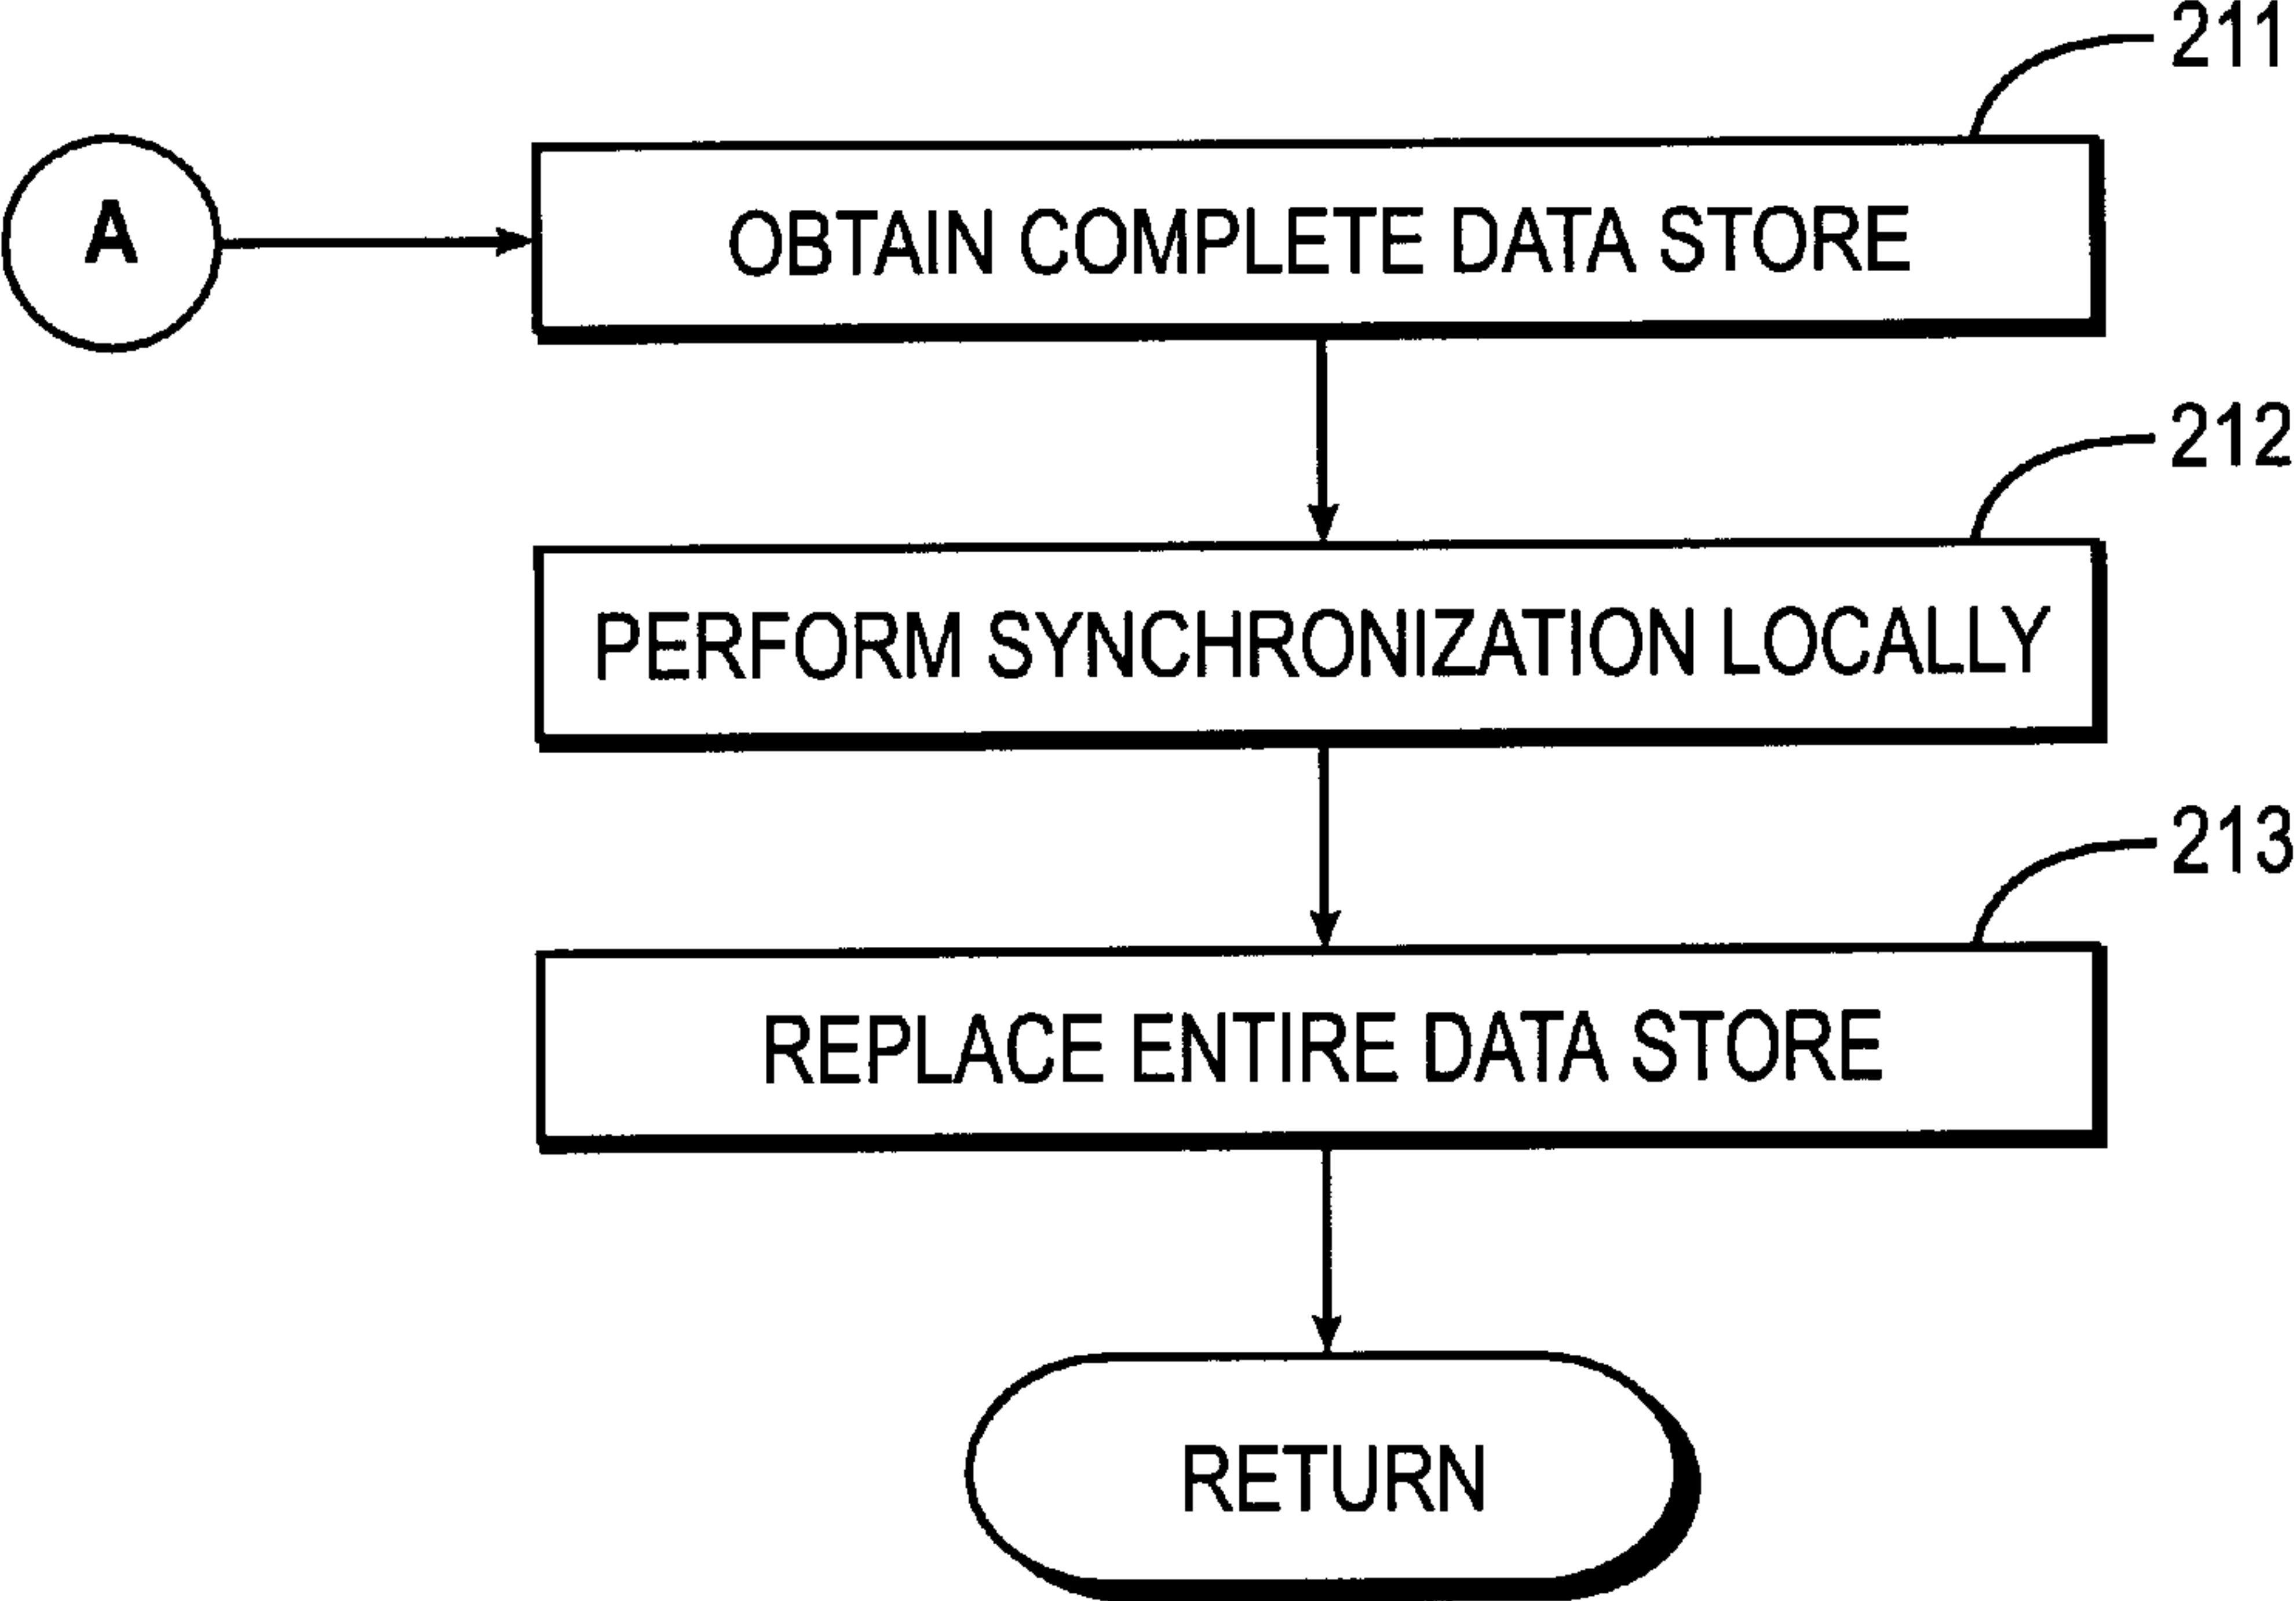 211
A
OBTAIN COMPLETE DATA STORE
212
PERFORM SYNCHRONIZATION LOCALLY
213
REPLACE ENTIRE DATA STORE
RETURN